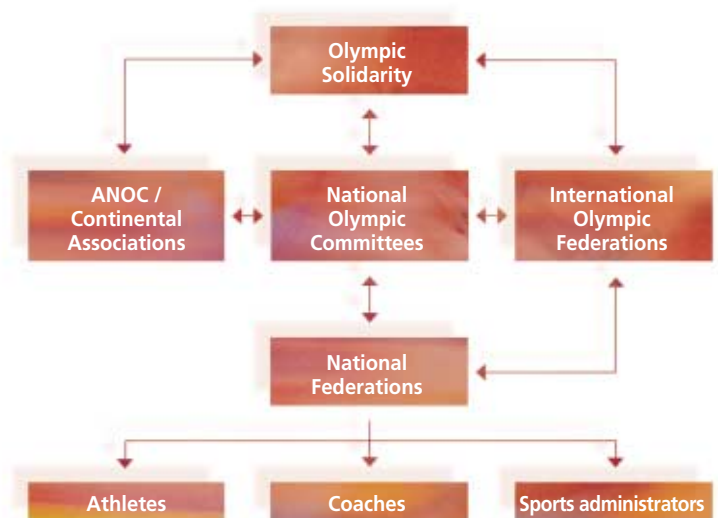 Olympic
Solidarity
ANOC /
Continental
Associations
National
Olympic
Committees
International
Olympic
Federations
National
Federations
Athletes
Coaches
Sports administrators